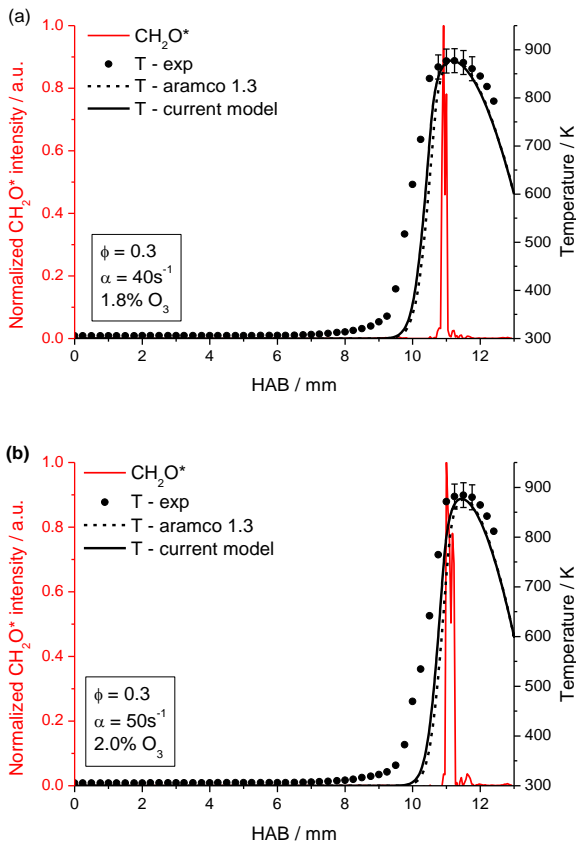 (a)
CH₂O*
T - exp
T - aramco 1.3
T - current model
Normalized CH₂O* intensity / a.u.
1.0
0.8
0.6
0.4
0.2
0.0
ϕ = 0.3
α = 40s⁻¹
1.8% O₃
900
800
700
600
500
400
300
Temperature / K
0 2 4 6 8 10 12
HAB / mm
(b)
CH₂O*
T - exp
T - aramco 1.3
T - current model
Normalized CH₂O* intensity / a.u.
1.0
0.8
0.6
0.4
0.2
0.0
ϕ = 0.3
α = 50s⁻¹
2.0% O₃
900
800
700
600
500
400
300
Temperature / K
0 2 4 6 8 10 12
HAB / mm